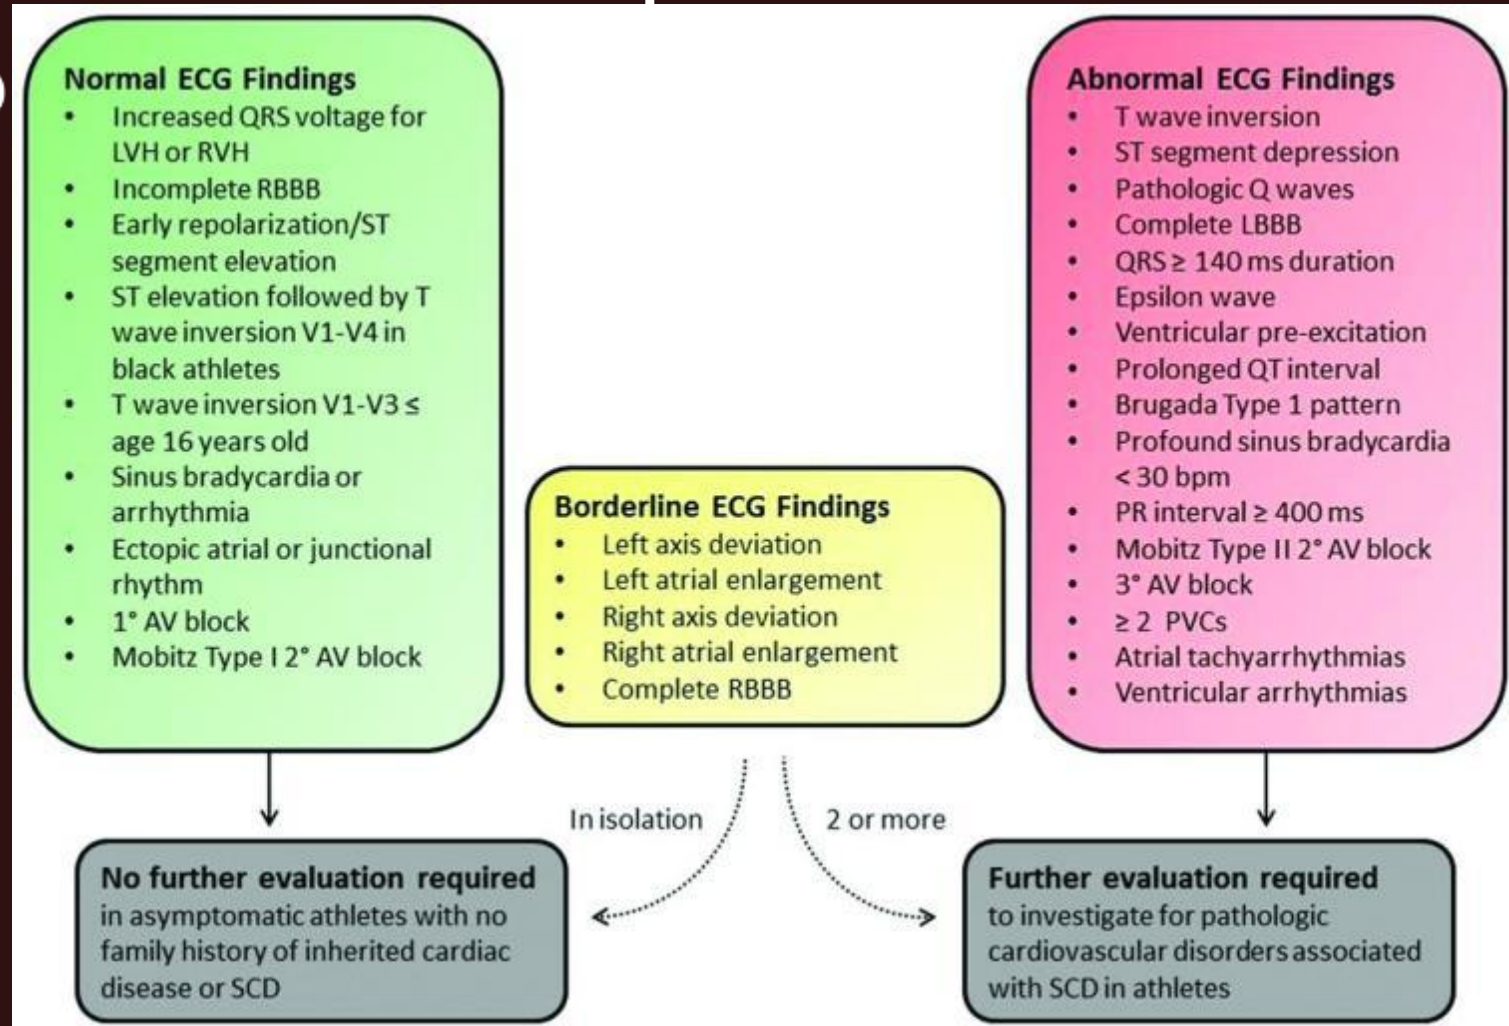 Normal ECG Findings
• Increased QRS voltage for
LVH or RVH
• Incomplete RBBB
• Early repolarization/ST
segment elevation
• ST elevation followed by T
wave inversion V1-V4 in
black athletes
• T wave inversion V1-V3 ≤
age 16 years old
• Sinus bradycardia or
arrhythmia
• Ectopic atrial or junctional
rhythm
• 1° AV block
• Mobitz Type I 2° AV block
Borderline ECG Findings
• Left axis deviation
• Left atrial enlargement
• Right axis deviation
• Right atrial enlargement
• Complete RBBB
Abnormal ECG Findings
• T wave inversion
• ST segment depression
• Pathologic Q waves
• Complete LBBB
• QRS ≥ 140 ms duration
• Epsilon wave
• Ventricular pre-excitation
• Prolonged QT interval
• Brugada Type 1 pattern
• Profound sinus bradycardia
< 30 bpm
• PR interval ≥ 400 ms
• Mobitz Type II 2° AV block
• 3° AV block
• ≥ 2 PVCs
• Atrial tachyarrhythmias
• Ventricular arrhythmias
In isolation
2 or more
No further evaluation required
in asymptomatic athletes with no
family history of inherited cardiac
disease or SCD
Further evaluation required
to investigate for pathologic
cardiovascular disorders associated
with SCD in athletes